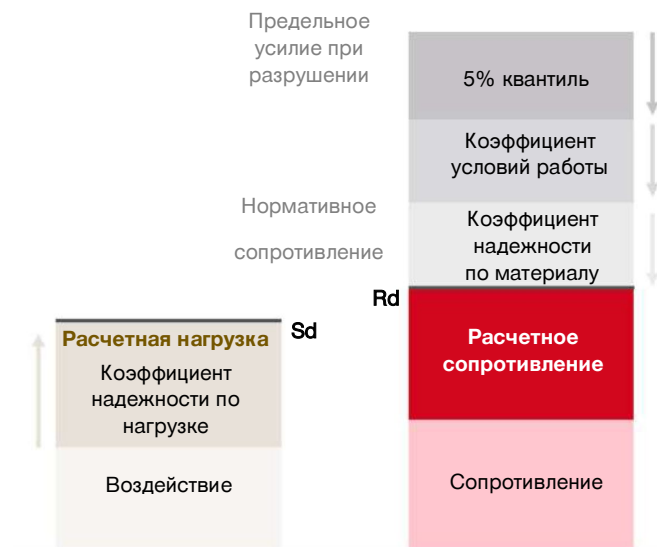 Предельное
усилие при
разрушении
5% квантиль
Коэффициент
условий работы
Нормативное
сопротивление
Коэффициент
надежности
по материалу
Rd
Sd
Расчетная нагрузка
Коэффициент
надежности по
нагрузке
Воздействие
Расчетное
сопротивление
Сопротивление